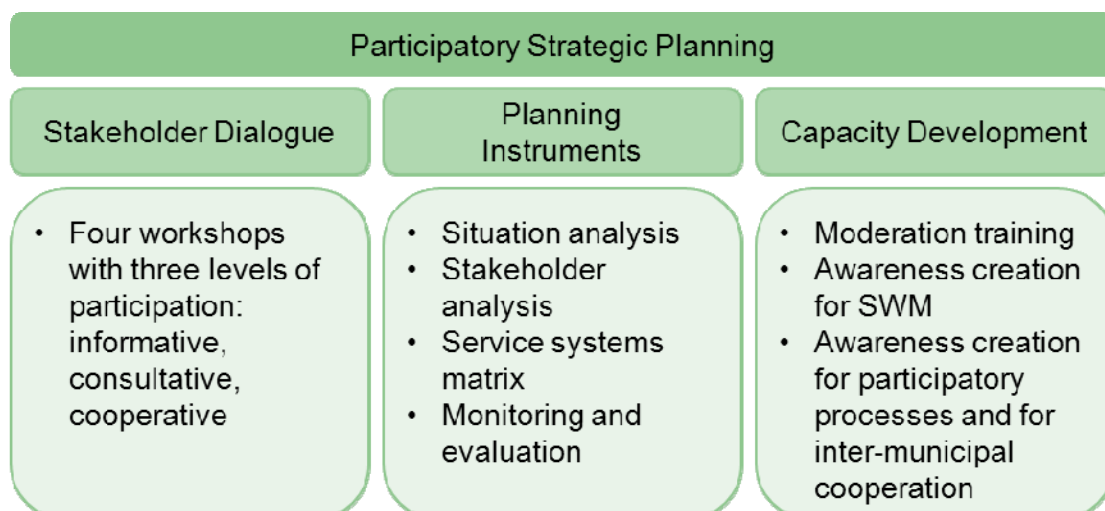 Participatory Strategic Planning
Stakeholder Dialogue
Planning
Instruments
Capacity Development
• Four workshops
with three levels of
participation:
informative,
consultative,
cooperative
• Situation analysis
• Stakeholder
analysis
• Service systems
matrix
• Monitoring and
evaluation
• Moderation training
• Awareness creation
for SWM
• Awareness creation
for participatory
processes and for
inter-municipal
cooperation